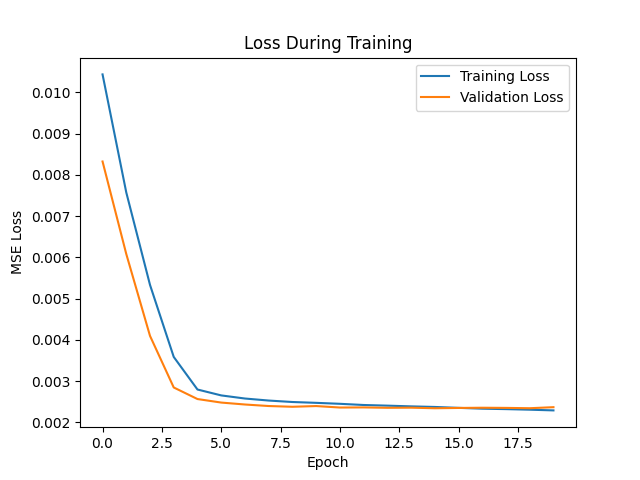 Loss During Training
Training Loss
Validation Loss
MSE Loss
0.010
0.009
0.008
0.007
0.006
0.005
0.004
0.003
0.002
0.0 2.5 5.0 7.5 10.0 12.5 15.0 17.5
Epoch